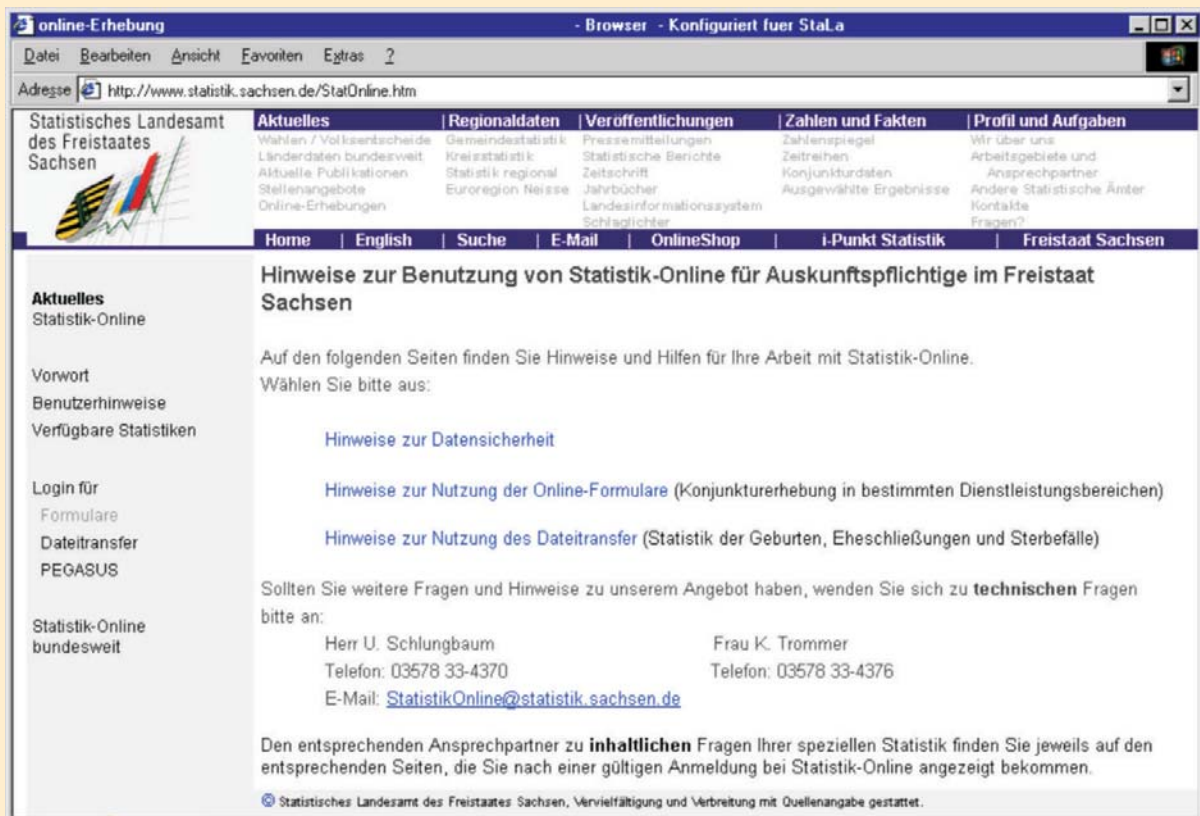 online-Erhebung - Browser - Konfiguriert fuer StaLa
Datei Bearbeiten Ansicht Favoriten Extras ?
Adresse http://www.statistik.sachsen.de/StatOnline.htm
Statistisches Landesamt
des Freistaates
Sachsen
Aktuelles | Regionaldaten | Veröffentlichungen | Zahlen und Fakten | Profil und Aufgaben
Wahlen / Volksentscheide Gemeindestatistik Pressemitteilungen Zahlenspiegel Wir über uns
Länderdaten bundesweit Kreisstatistik Statistische Berichte Zeitreihen Arbeitsgebiete und
Aktuelle Publikationen Statistik regional Zeitschrift Konjunkturdaten Ansprechpartner
Stellenangebote Euroregion Neisse Jahrbücher Ausgewählte Ergebnisse Andere Statistische Ämter
Online-Erhebungen Landesinformationssystem Kontakte
Schlaglichter Fragen?
Home | English | Suche | E-Mail | OnlineShop | i-Punkt Statistik | Freistaat Sachsen
Aktuelles
Statistik-Online
Vorwort
Benutzerhinweise
Verfügbare Statistiken
Login für
Formulare
Dateitransfer
PEGASUS
Statistik-Online
bundesweit
Hinweise zur Benutzung von Statistik-Online für Auskunftspflichtige im Freistaat
Sachsen
Auf den folgenden Seiten finden Sie Hinweise und Hilfen für Ihre Arbeit mit Statistik-Online.
Wählen Sie bitte aus:
Hinweise zur Datensicherheit
Hinweise zur Nutzung der Online-Formulare (Konjunkturerhebung in bestimmten Dienstleistungsbereichen)
Hinweise zur Nutzung des Dateitransfer (Statistik der Geburten, Eheschließungen und Sterbefälle)
Sollten Sie weitere Fragen und Hinweise zu unserem Angebot haben, wenden Sie sich zu technischen Fragen
bitte an:
Herr U. Schlungbaum Frau K. Trommer
Telefon: 03578 33-4370 Telefon: 03578 33-4376
E-Mail: StatistikOnline@statistik.sachsen.de
Den entsprechenden Ansprechpartner zu inhaltlichen Fragen Ihrer speziellen Statistik finden Sie jeweils auf den
entsprechenden Seiten, die Sie nach einer gültigen Anmeldung bei Statistik-Online angezeigt bekommen.
© Statistisches Landesamt des Freistaates Sachsen, Vervielfältigung und Verbreitung mit Quellenangabe gestattet.